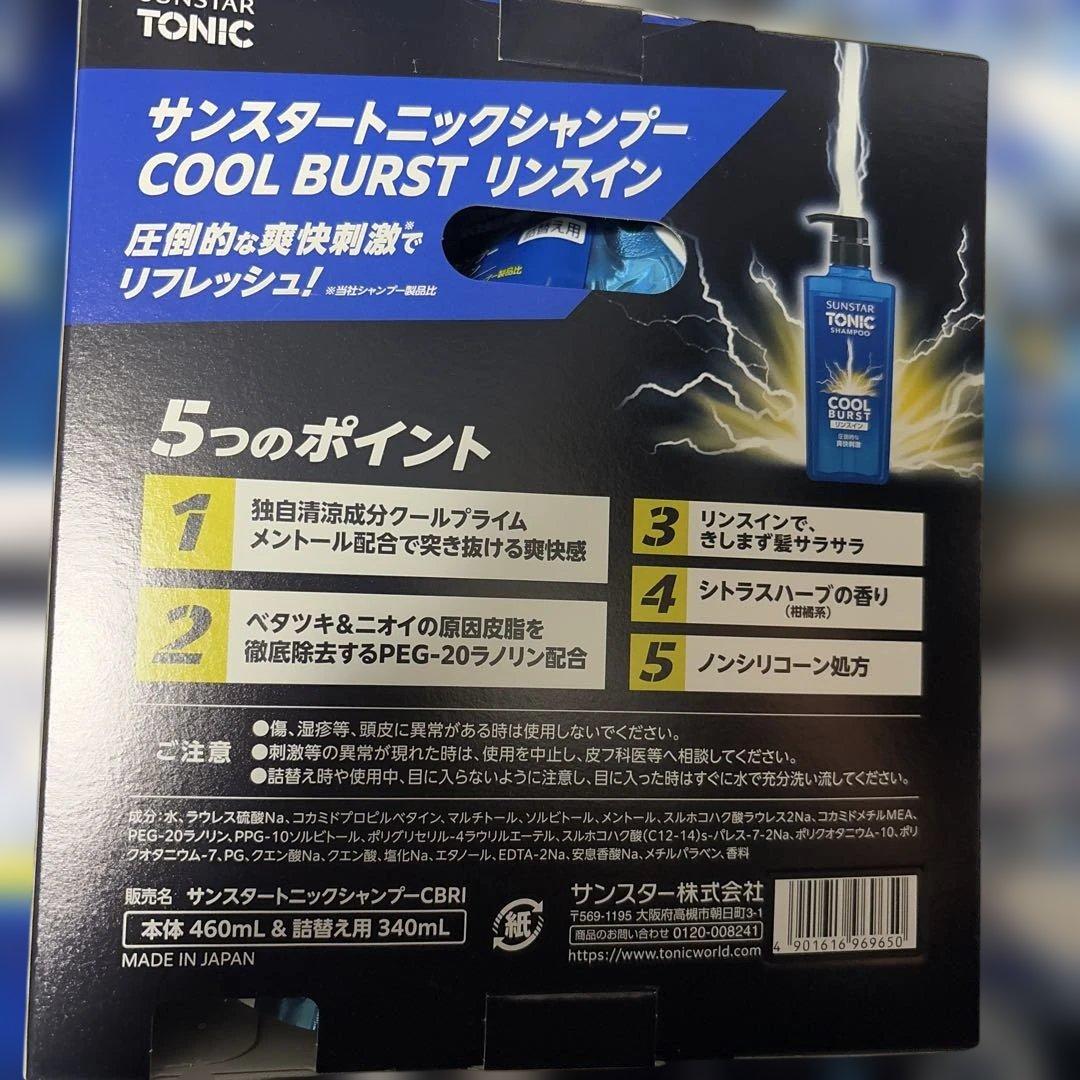 SUNSTAR
TONIC
サンスタートニックシャンプー
COOL BURST リンスイン
圧倒的な爽快刺激※で
リフレッシュ! ※当社シャンプー製品比
詰替え用
プー製品比
SUNSTAR
TONIC
SHAMPOO
COOL
BURST
リンスイン
圧倒的な
爽快刺激
5つのポイント
1 独自清涼成分クールプライム
メントール配合で突き抜ける爽快感
2 ベタツキ&ニオイの原因皮脂を
徹底除去するPEG-20ラノリン配合
3 リンスインで、
きしまず髪サラサラ
4 シトラスハーブの香り
(柑橘系)
5 ノンシリコーン処方
ご注意
●傷、湿疹等、頭皮に異常がある時は使用しないでください。
●刺激等の異常が現れた時は、使用を中止し、皮フ科医等へ相談してください。
●詰替え時や使用中、目に入らないように注意し、目に入った時はすぐに水で充分洗い流してください。
成分:水、ラウレス硫酸Na、コカミドプロピルベタイン、マルチトール、ソルビトール、メントール、スルホコハク酸ラウレス2Na、コカミドメチルMEA、
PEG-20ラノリン、PPG-10ソルビトール、ポリグリセリル-4ラウリルエーテル、スルホコハク酸(C12-14)s-パレス-7-2Na、ポリクオタニウム-10、ポリ
クオタニウム-7、PG、クエン酸Na、クエン酸、塩化Na、エタノール、EDTA-2Na、安息香酸Na、メチルパラベン、香料
販売名 サンスタートニックシャンプーCBRI
本体 460mL & 詰替え用 340mL
MADE IN JAPAN
紙
サンスター株式会社
〒569-1195 大阪府高槻市朝日町3-1
商品のお問い合わせ 0120-008241
https://www.tonicworld.com
4 901616 969650